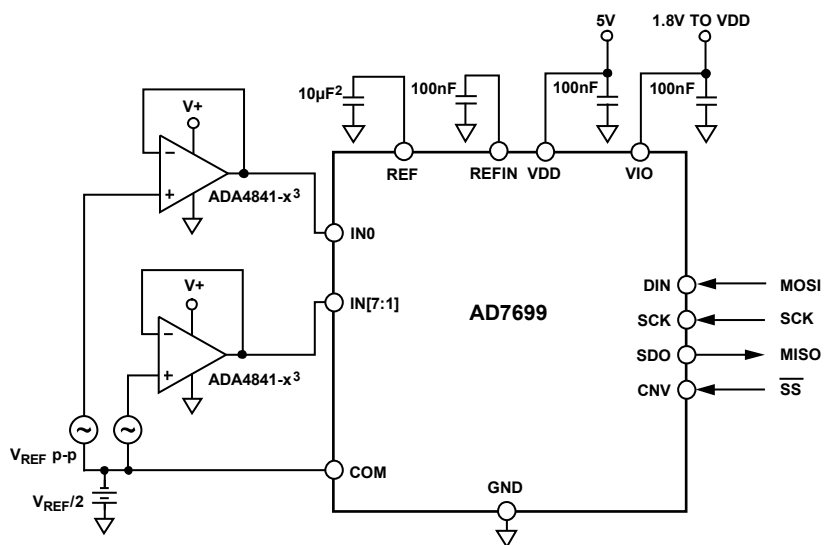 5V
1.8V TO VDD
10µF²
100nF
100nF
100nF
V+
−
+
ADA4841-x³
REF
REFIN
VDD
VIO
IN0
V+
−
+
ADA4841-x³
IN[7:1]
AD7699
DIN
MOSI
SCK
SCK
SDO
MISO
CNV
SS
~
~
VREF p-p
COM
VREF/2
GND